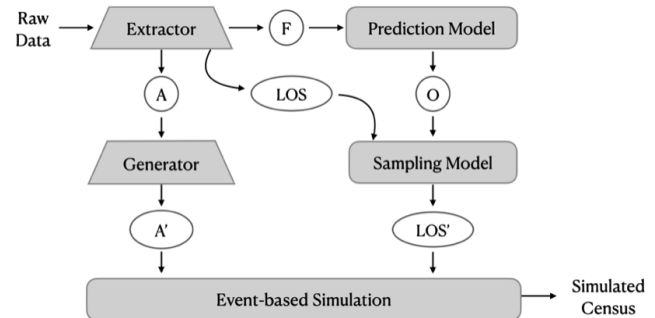 Raw
Data
Extractor
F
Prediction Model
A
LOS
O
Generator
Sampling Model
A'
LOS'
Event-based Simulation
Simulated
Census